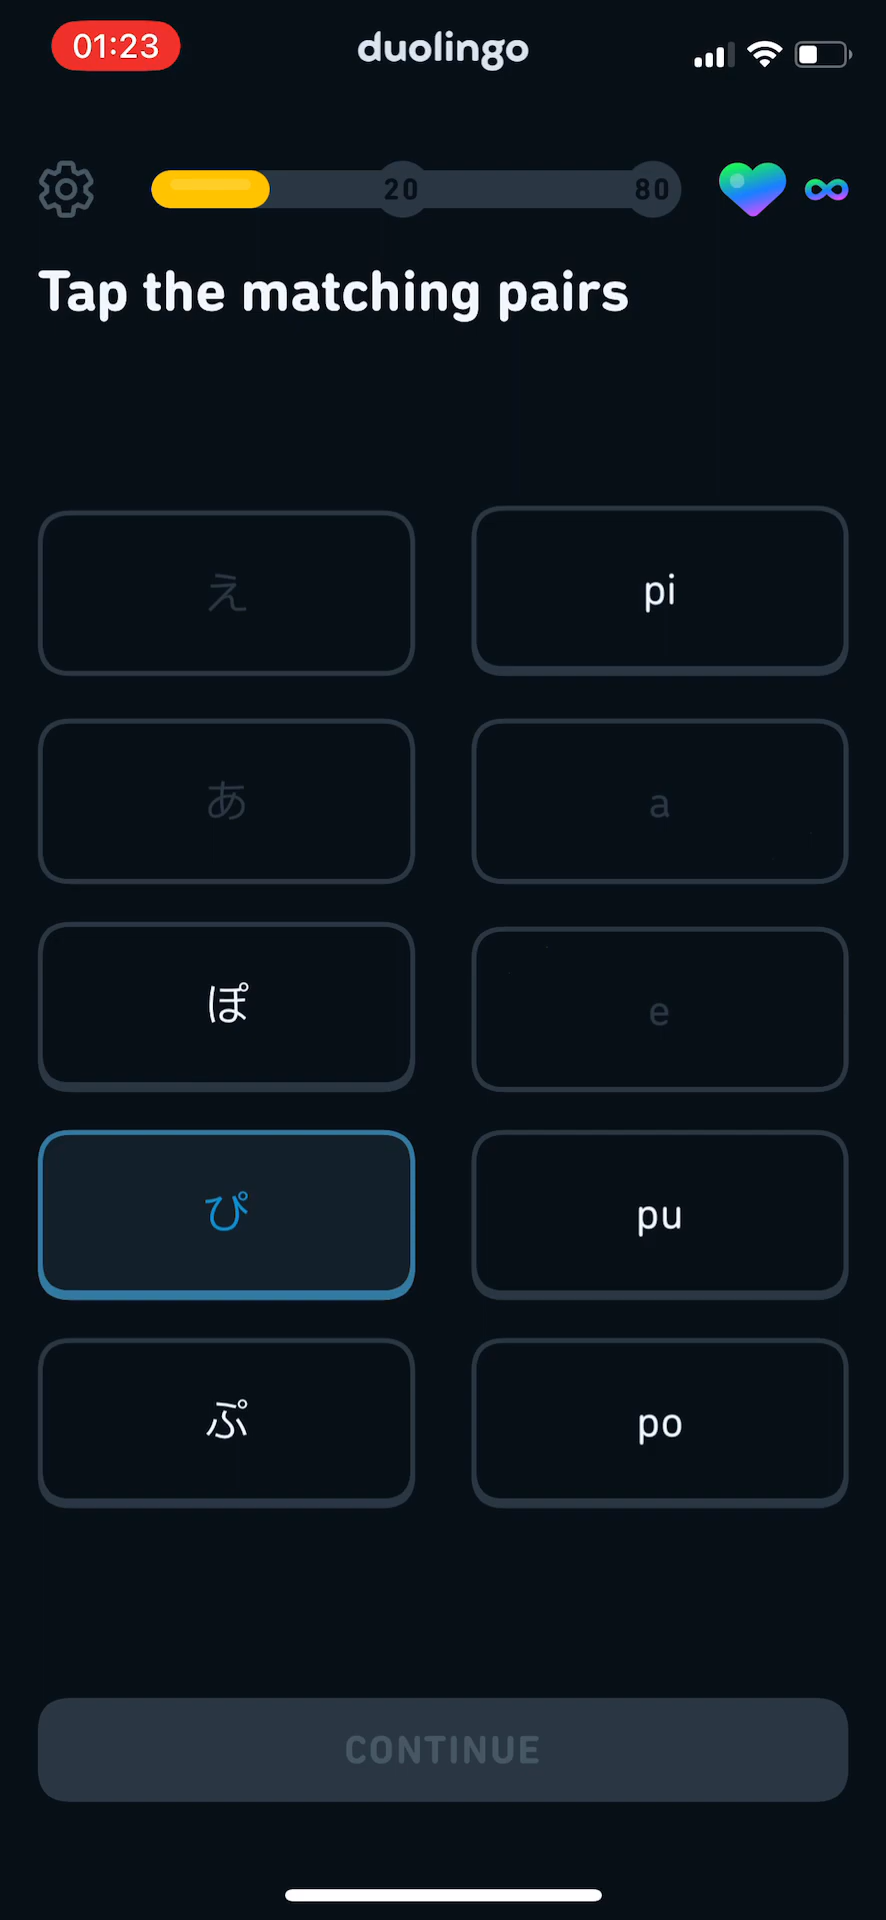 01:23
duolingo
20
80
Tap the matching pairs
え
pi
あ
a
ぽ
e
ぴ
pu
ぷ
po
CONTINUE